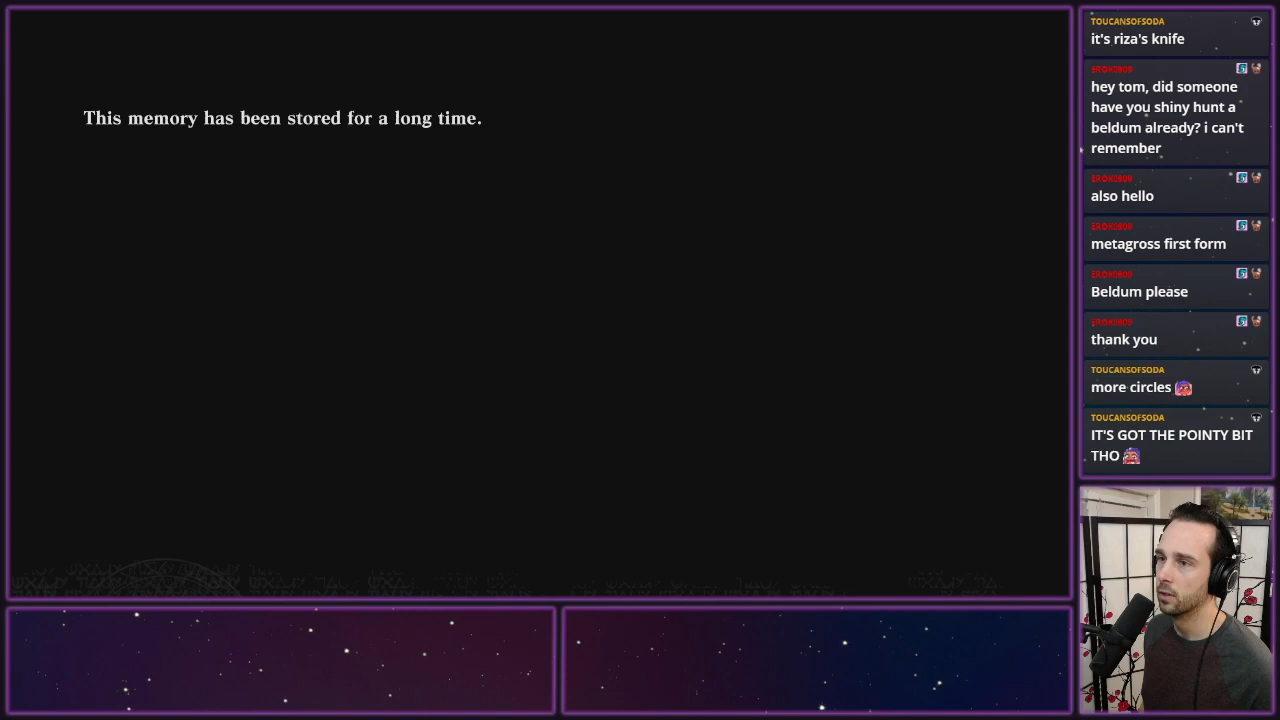 This memory has been stored for a long time.
TOUCANSOFSODA
it's riza's knife
hey tom, did someone
have you shiny hunt a
beldum already? i can't
remember
also hello
metagross first form
Beldum please
thank you
TOUCANSOFSODA
more circles
TOUCANSOFSODA
IT'S GOT THE POINTY BIT
THO